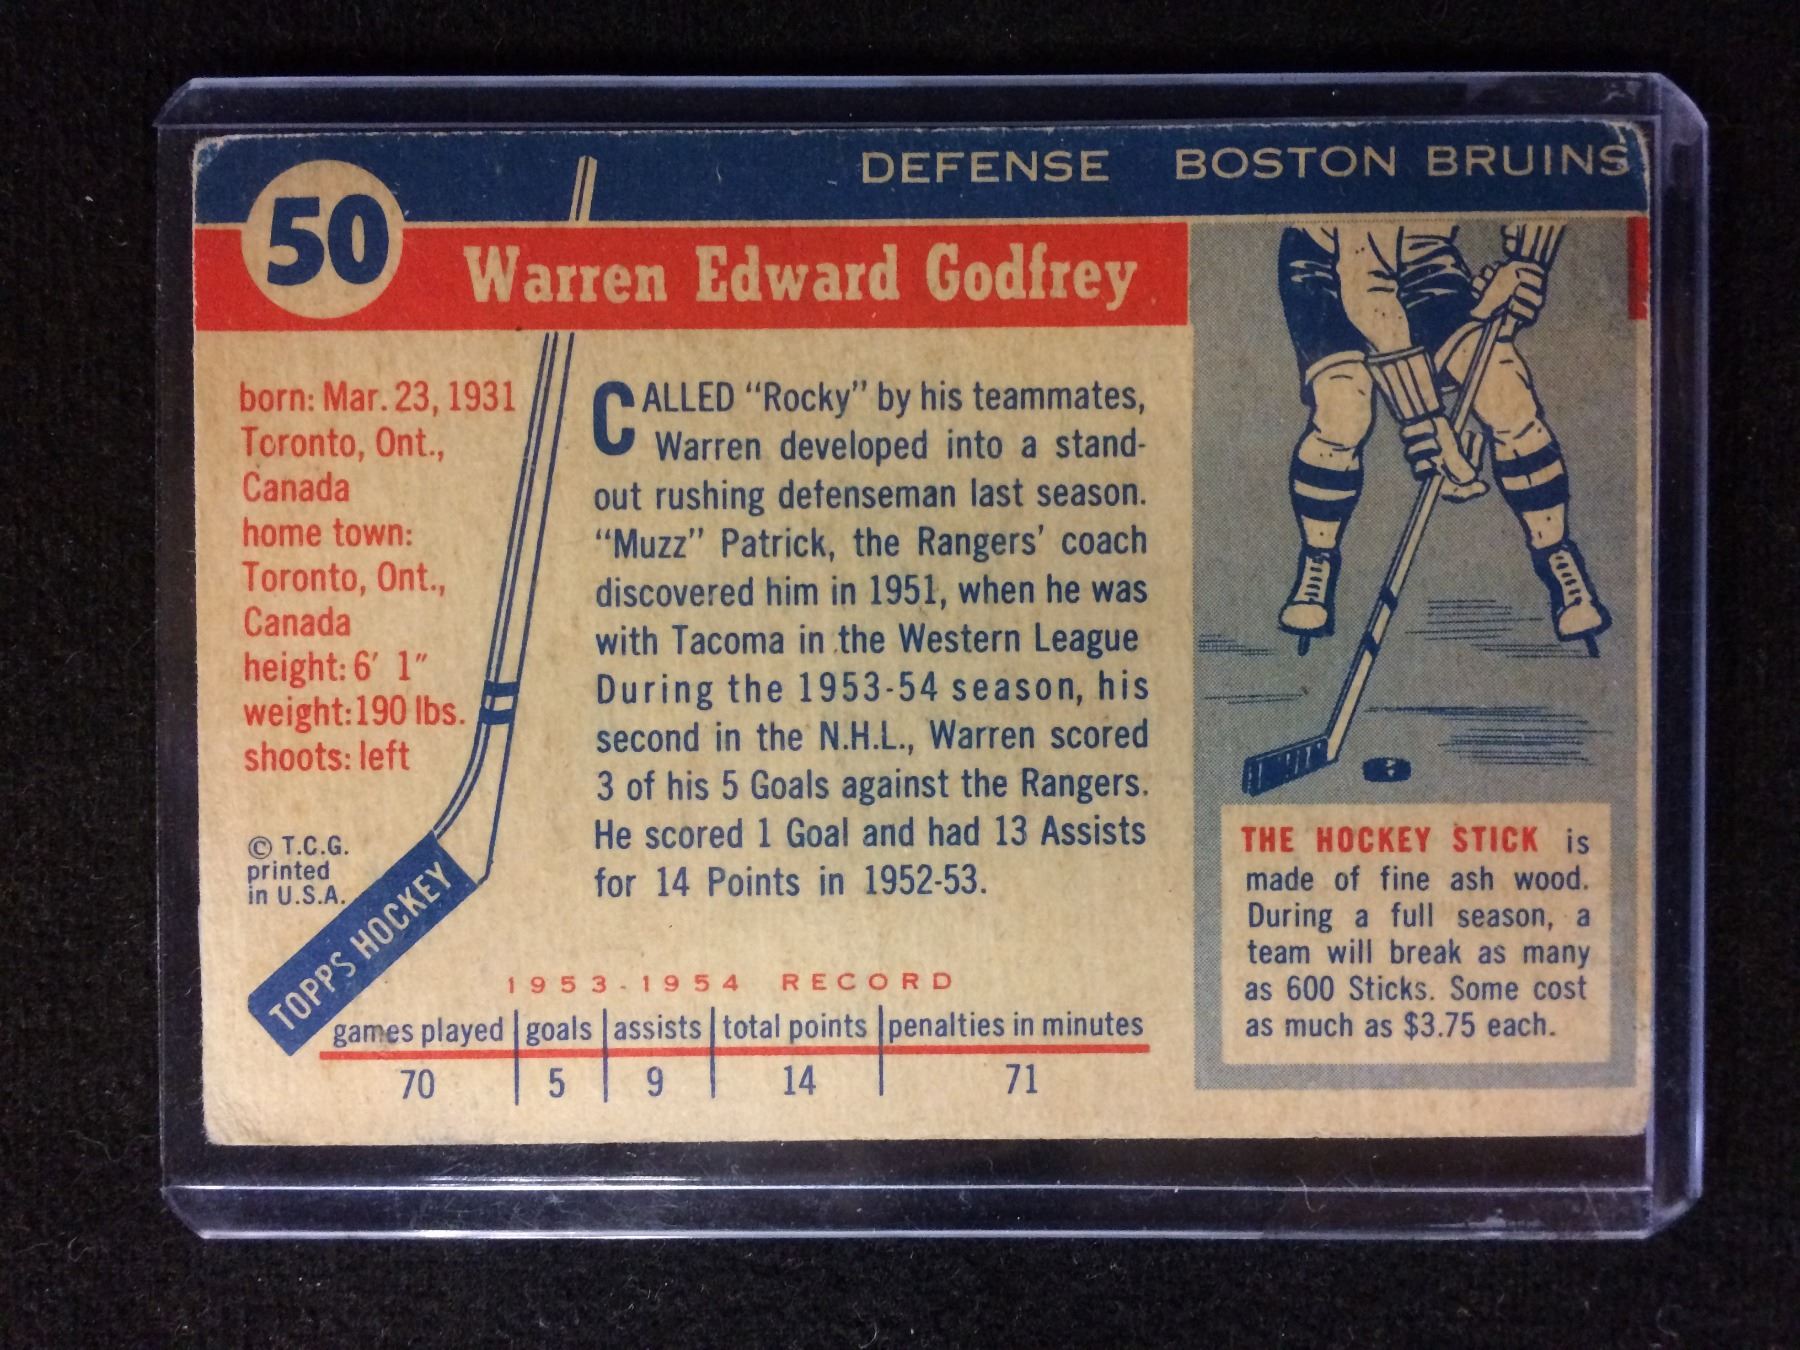 50
DEFENSE BOSTON BRUINS
Warren Edward Godfrey
born: Mar. 23, 1931
Toronto, Ont.,
Canada
home town:
Toronto, Ont.,
Canada
height: 6′ 1″
weight: 190 lbs.
shoots: left
© T.C.G.
printed
in U.S.A.
TOPPS HOCKEY
CALLED “Rocky” by his teammates,
Warren developed into a stand-
out rushing defenseman last season.
“Muzz” Patrick, the Rangers’ coach
discovered him in 1951, when he was
with Tacoma in the Western League
During the 1953-54 season, his
second in the N.H.L., Warren scored
3 of his 5 Goals against the Rangers.
He scored 1 Goal and had 13 Assists
for 14 Points in 1952-53.
1953-1954 RECORD
games played goals assists total points penalties in minutes
70 5 9 14 71
THE HOCKEY STICK is
made of fine ash wood.
During a full season, a
team will break as many
as 600 Sticks. Some cost
as much as $3.75 each.